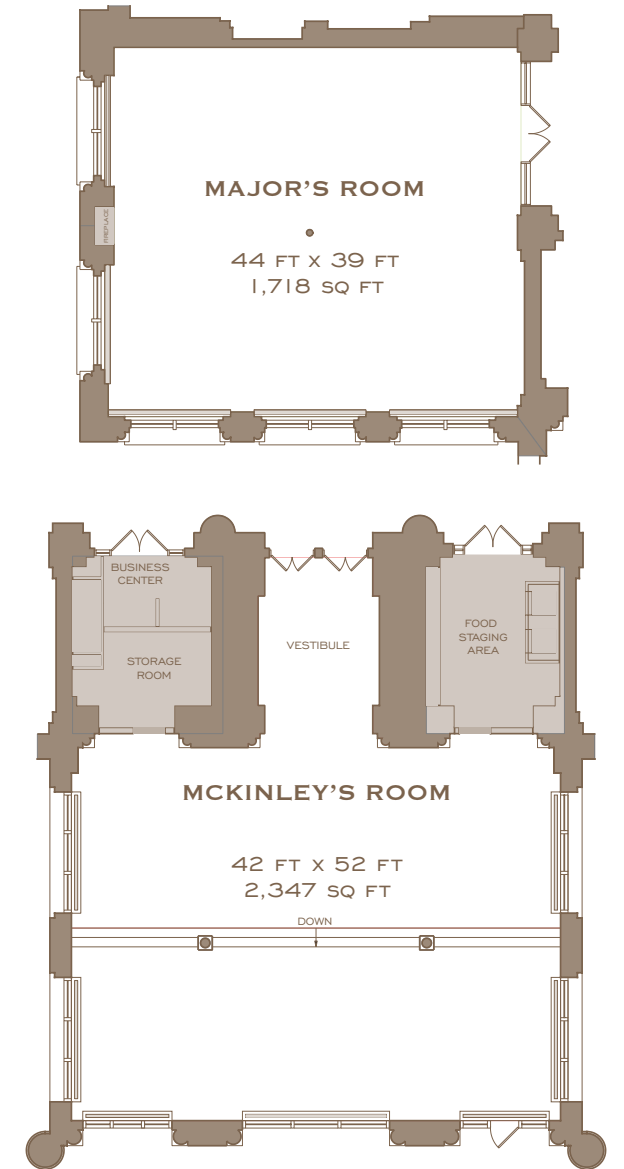 MAJOR'S ROOM
FIREPLACE
44 FT X 39 FT
1,718 SQ FT
BUSINESS
CENTER
STORAGE
ROOM
VESTIBULE
FOOD
STAGING
AREA
MCKINLEY'S ROOM
42 FT X 52 FT
2,347 SQ FT
DOWN